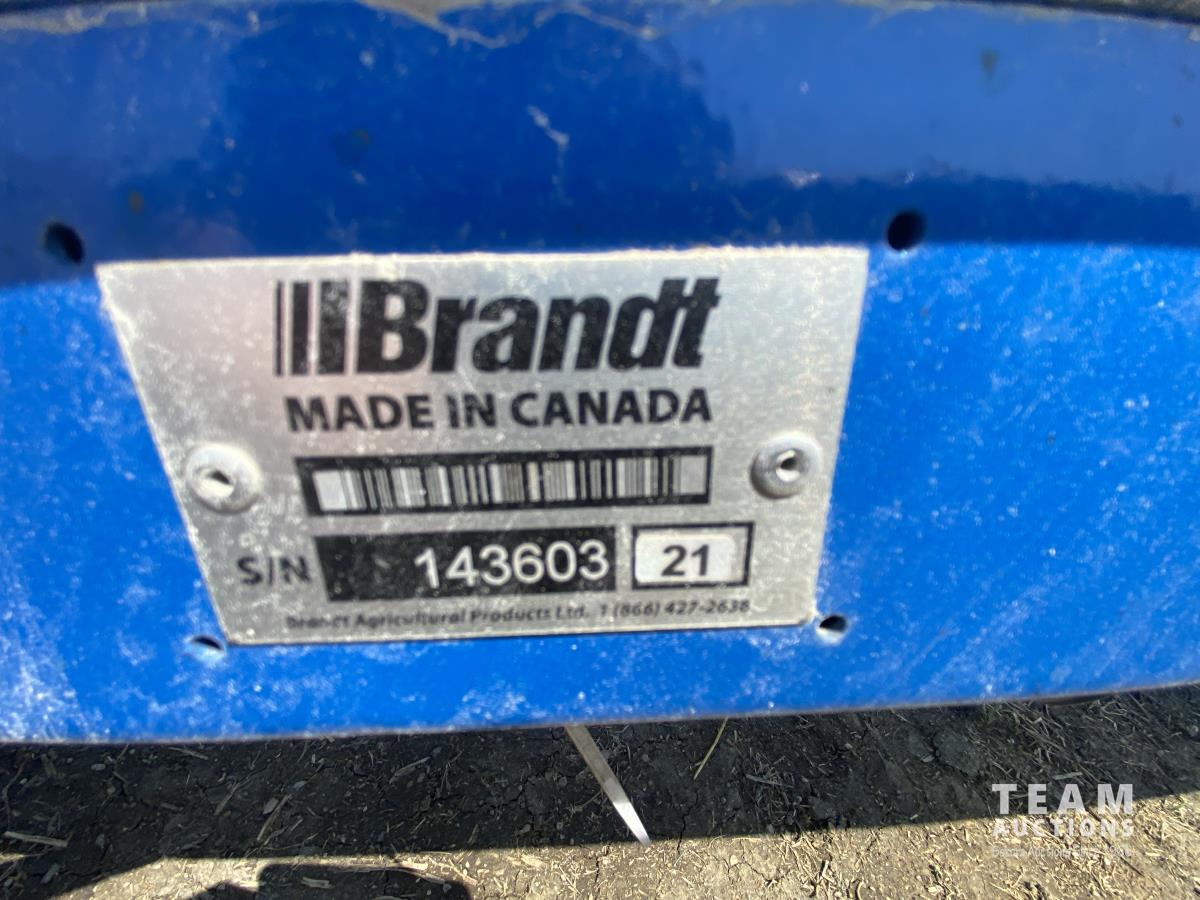 Brandt
MADE IN CANADA
S/N 143603 21
Brandt Agricultural Products Ltd. 1 (866) 427-2638
TEAM
AUCTIONS